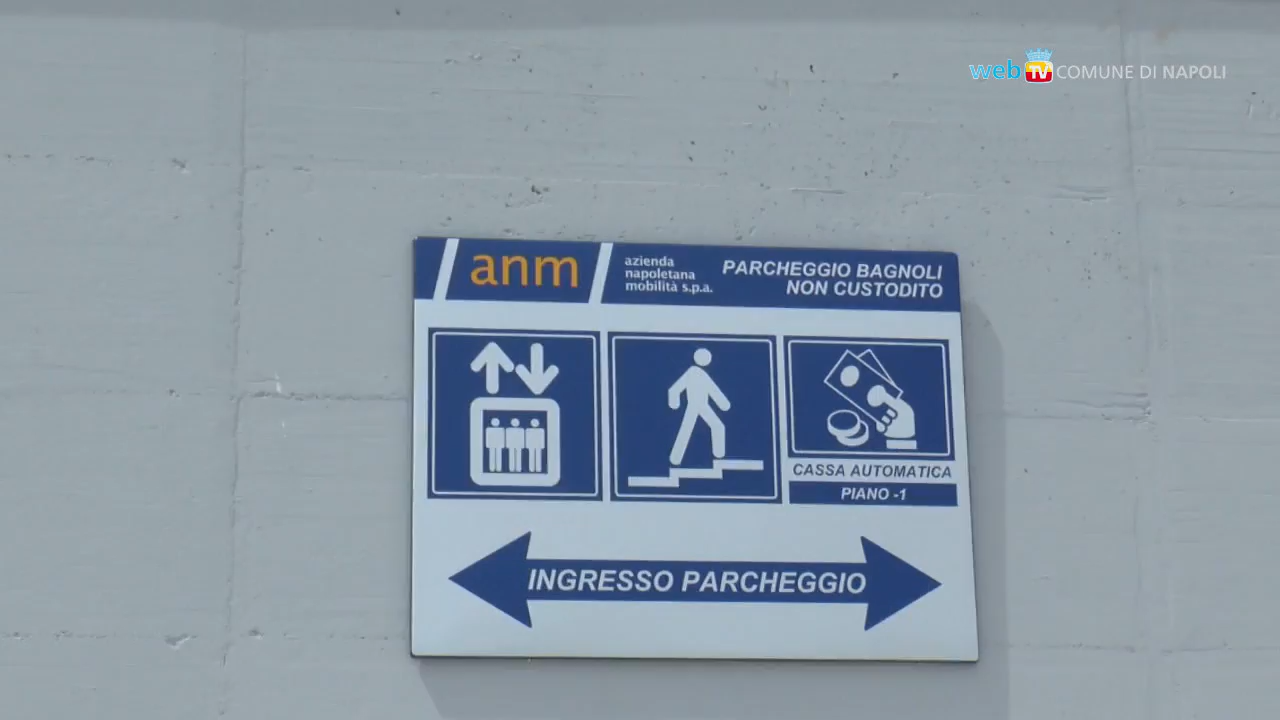 web TV COMUNE DI NAPOLI
anm
azienda
napoletana
mobilità s.p.a.
PARCHEGGIO BAGNOLI
NON CUSTODITO
CASSA AUTOMATICA
PIANO -1
INGRESSO PARCHEGGIO